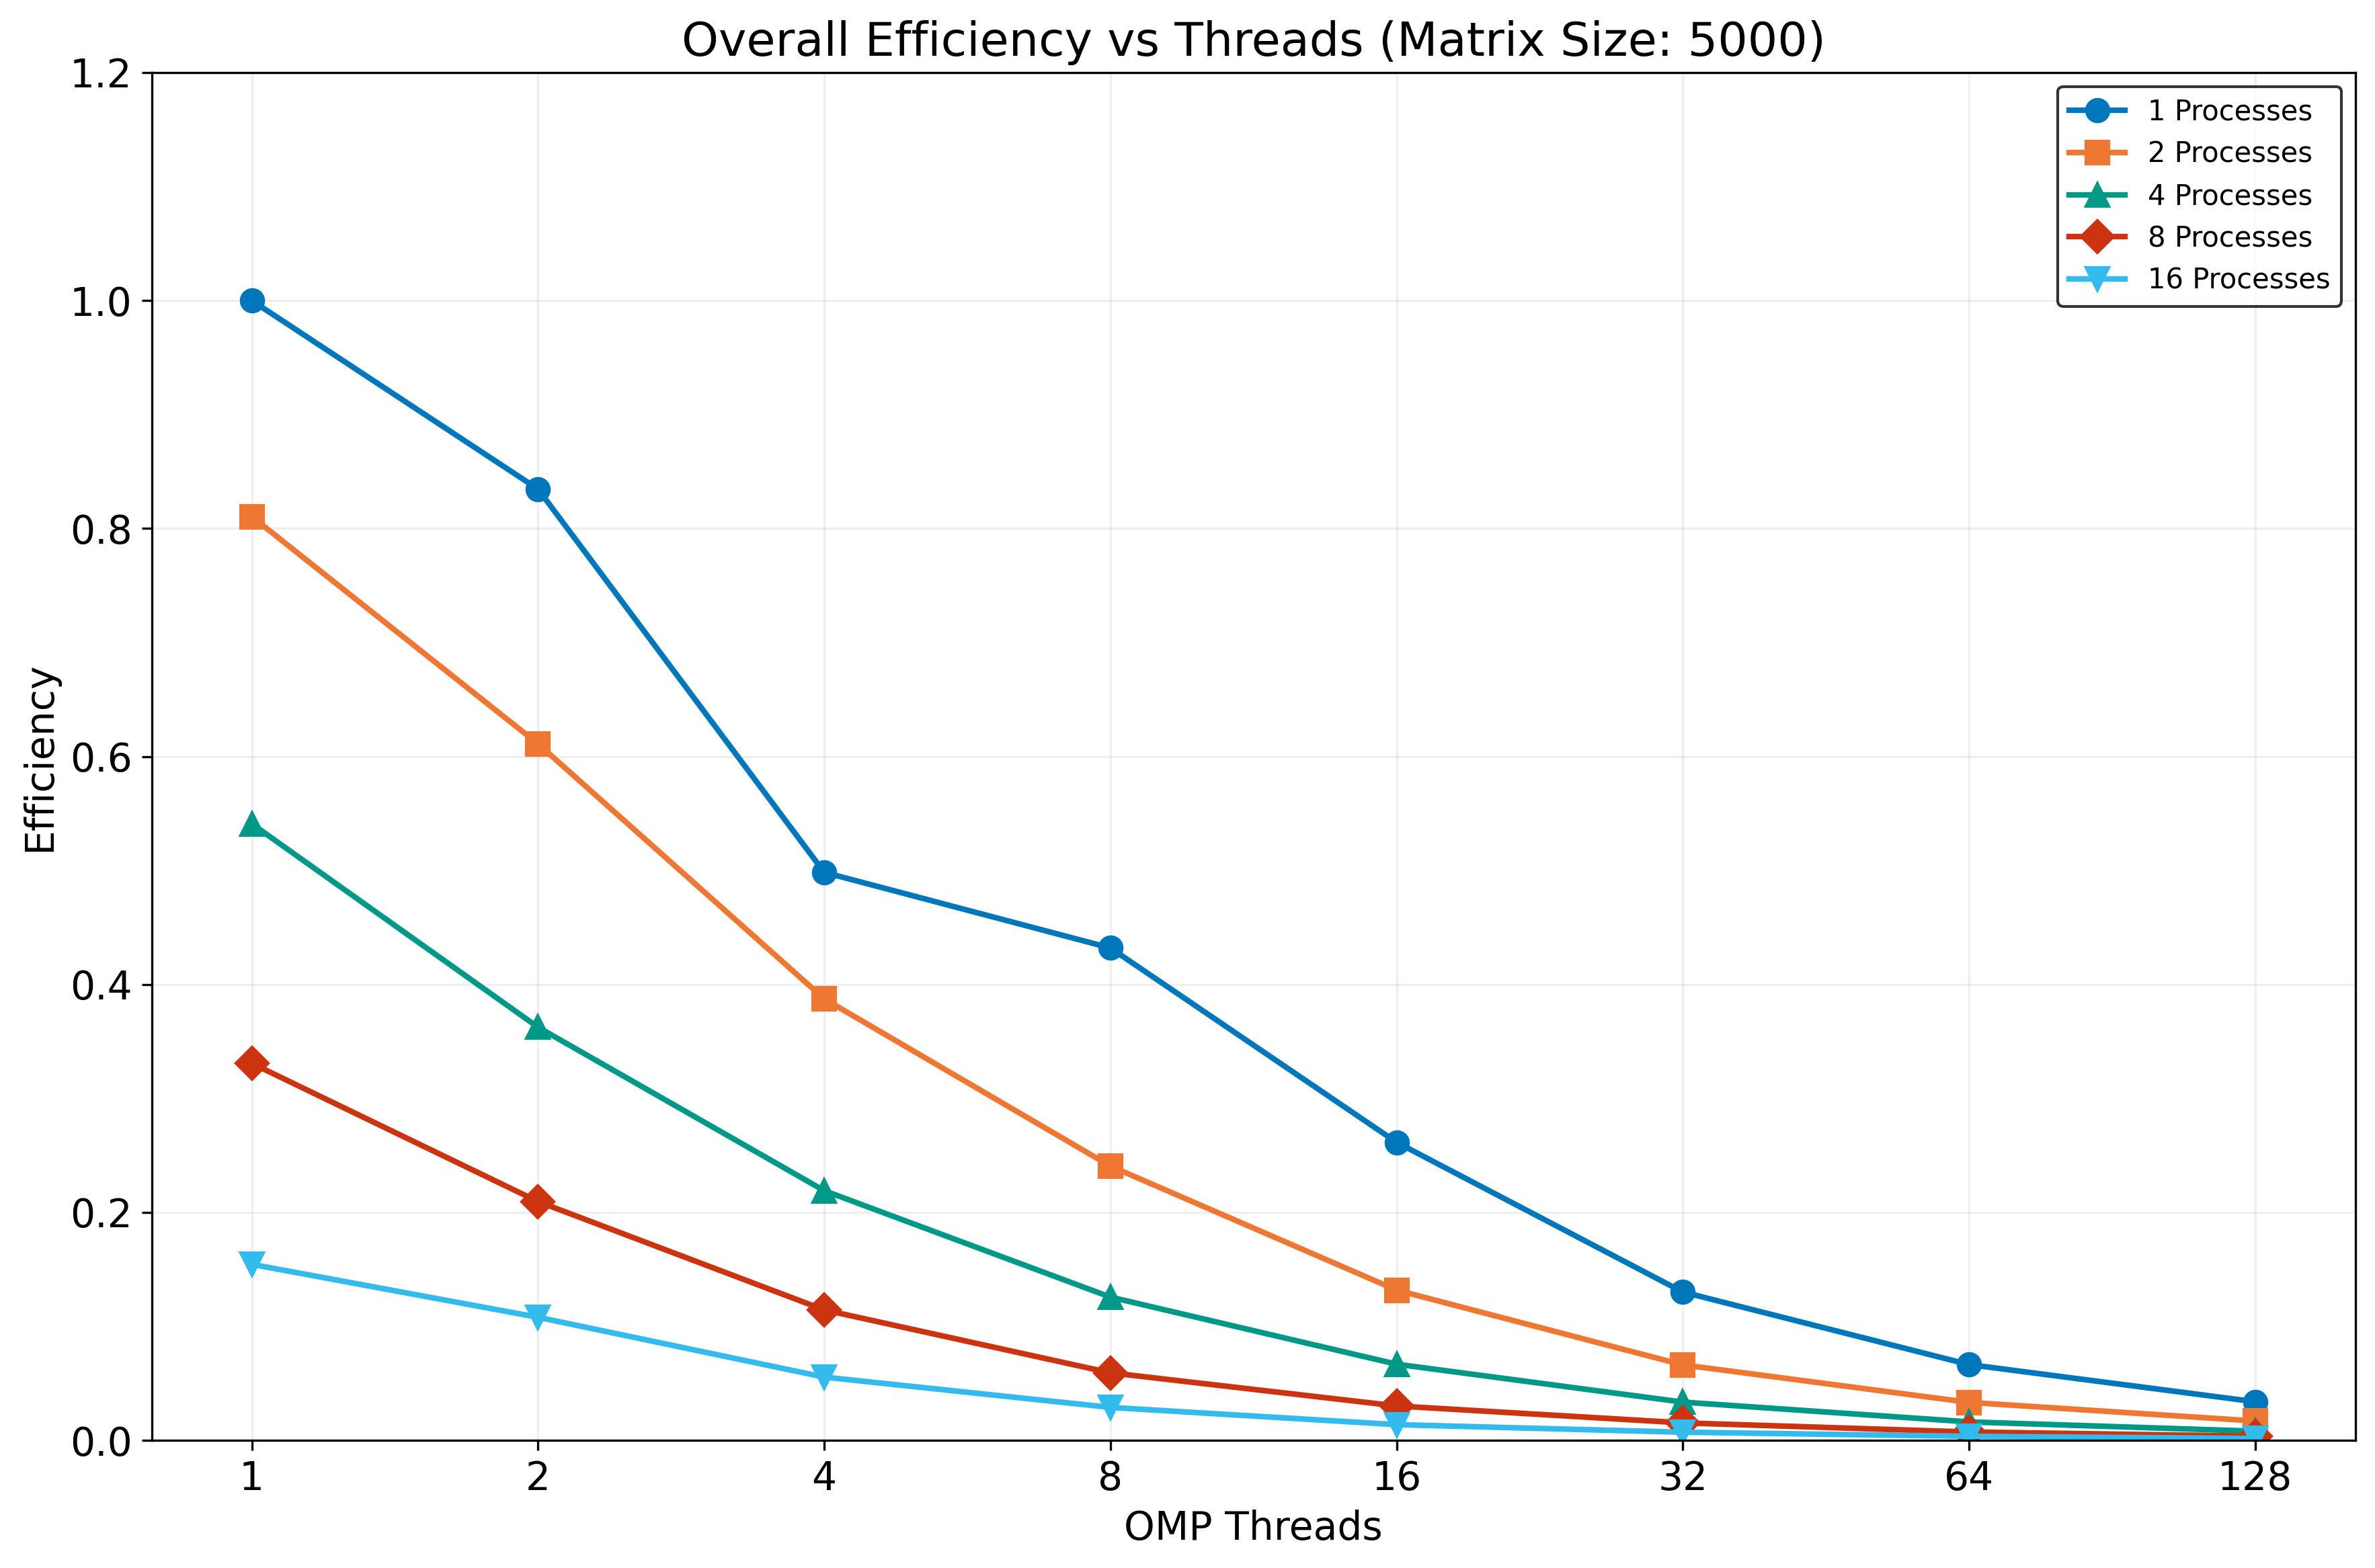 Overall Efficiency vs Threads (Matrix Size: 5000)
1.2
1.0
0.8
0.6
0.4
0.2
0.0
Efficiency
1 Processes
2 Processes
4 Processes
8 Processes
16 Processes
1 2 4 8 16 32 64 128
OMP Threads